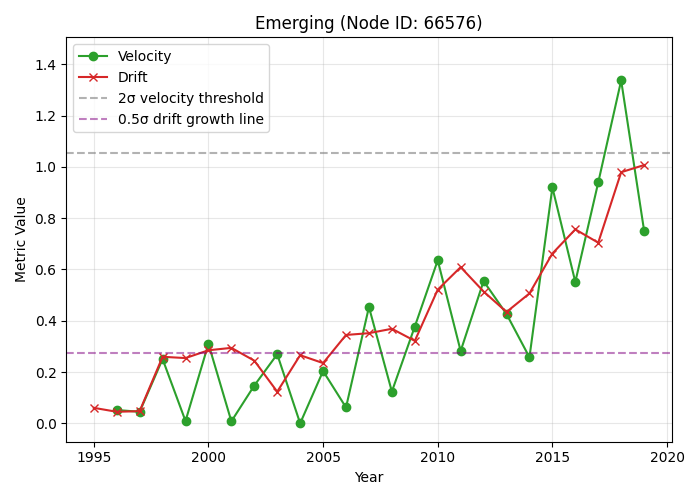 Emerging (Node ID: 66576)
Velocity
Drift
2σ velocity threshold
0.5σ drift growth line
Metric Value
1.4
1.2
1.0
0.8
0.6
0.4
0.2
0.0
1995 2000 2005 2010 2015 2020
Year